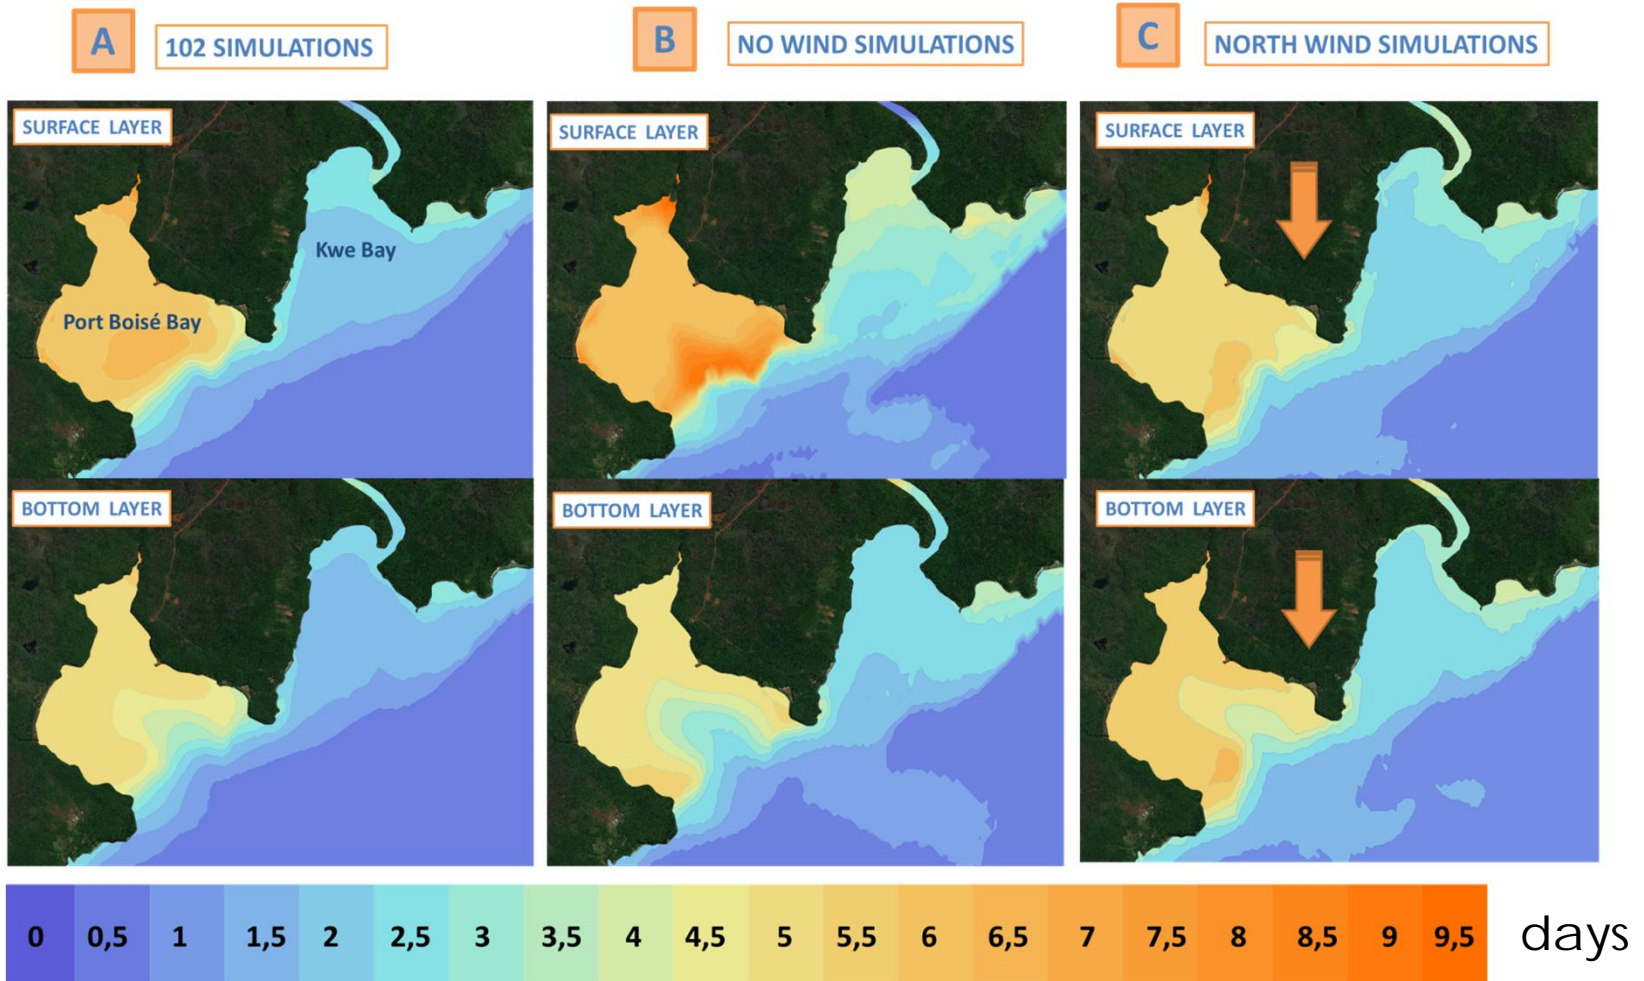 A
102 SIMULATIONS
B
NO WIND SIMULATIONS
C
NORTH WIND SIMULATIONS
SURFACE LAYER
SURFACE LAYER
SURFACE LAYER
Kwe Bay
Port Boisé Bay
BOTTOM LAYER
BOTTOM LAYER
BOTTOM LAYER
0 0,5 1 1,5 2 2,5 3 3,5 4 4,5 5 5,5 6 6,5 7 7,5 8 8,5 9 9,5 days